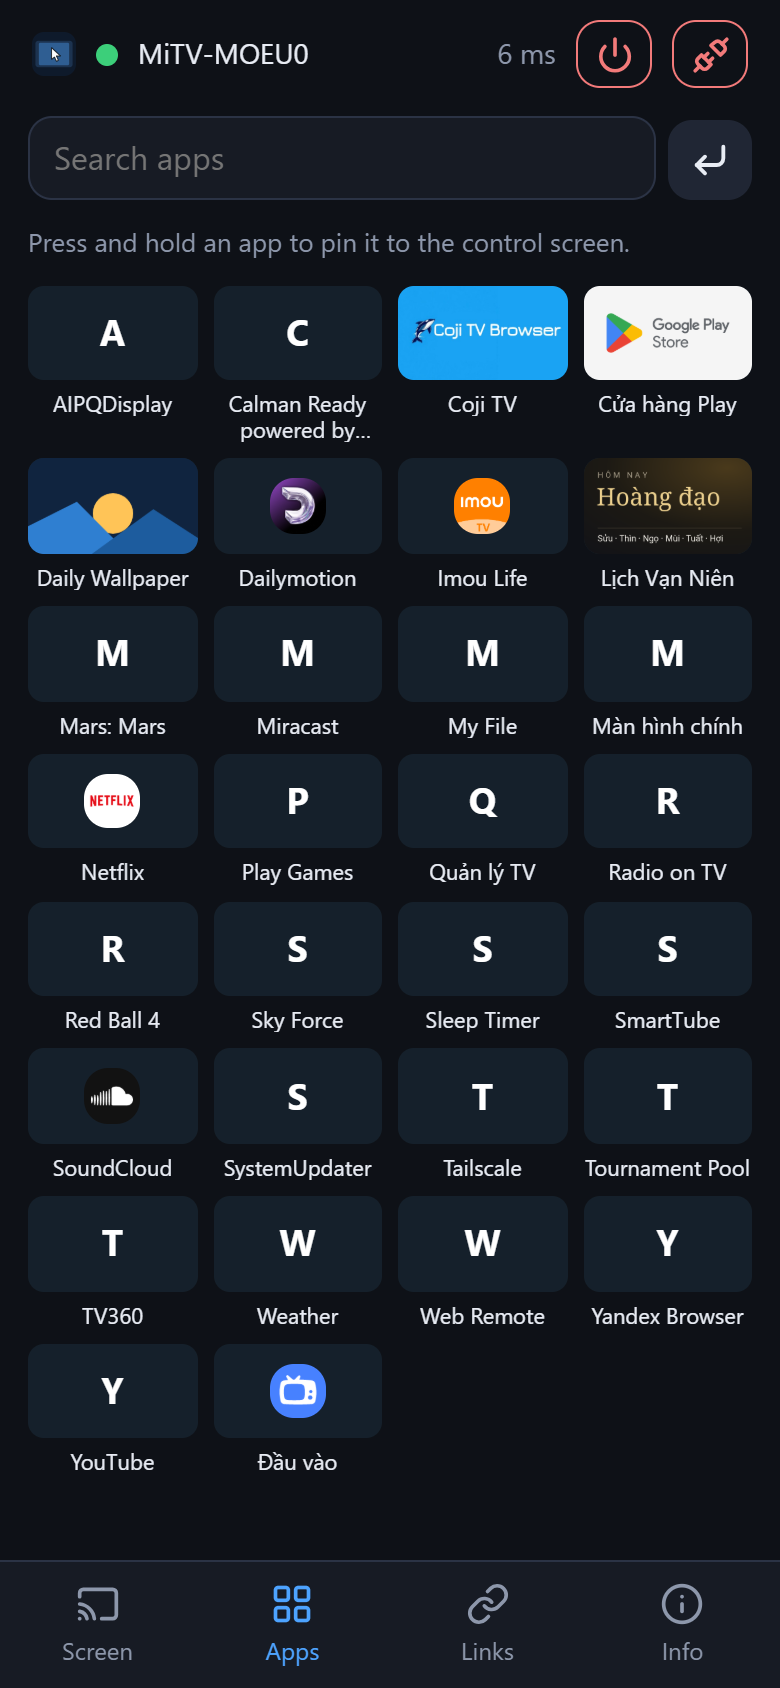 MiTV-MOEU0
6 ms
Search apps
Press and hold an app to pin it to the control screen.
A
C
Coji TV Browser
Google Play
Store
AIPQDisplay
Calman Ready
powered by...
Coji TV
Cửa hàng Play
imou
TV
HÔM NAY
Hoàng đạo
Sửu · Thìn · Ngọ · Mùi · Tuất · Hợi
Daily Wallpaper
Dailymotion
Imou Life
Lịch Vạn Niên
M
M
M
M
Mars: Mars
Miracast
My File
Màn hình chính
NETFLIX
P
Q
R
Netflix
Play Games
Quản lý TV
Radio on TV
R
S
S
S
Red Ball 4
Sky Force
Sleep Timer
SmartTube
S
T
T
SoundCloud
SystemUpdater
Tailscale
Tournament Pool
T
W
W
Y
TV360
Weather
Web Remote
Yandex Browser
Y
YouTube
Đầu vào
Screen
Apps
Links
Info